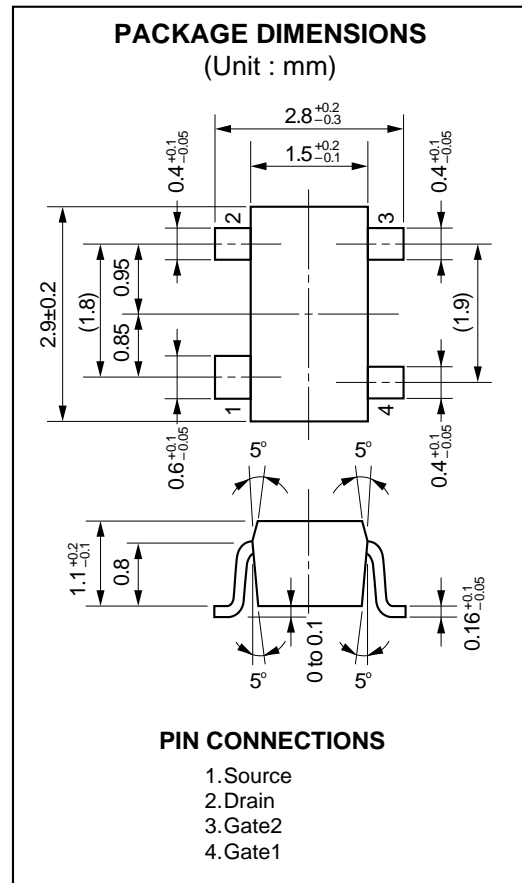 PACKAGE DIMENSIONS
(Unit : mm)
2.8 +0.2 −0.3
1.5 +0.2 −0.1
0.4 +0.1 −0.05
0.4 +0.1 −0.05
2
3
2.9±0.2
(1.8)
0.95
0.85
(1.9)
1
4
0.6 +0.1 −0.05
0.4 +0.1 −0.05
5°
5°
1.1 +0.2 −0.1
0.8
0 to 0.1
0.16 +0.1 −0.05
5°
5°
PIN CONNECTIONS
1.Source
2.Drain
3.Gate2
4.Gate1